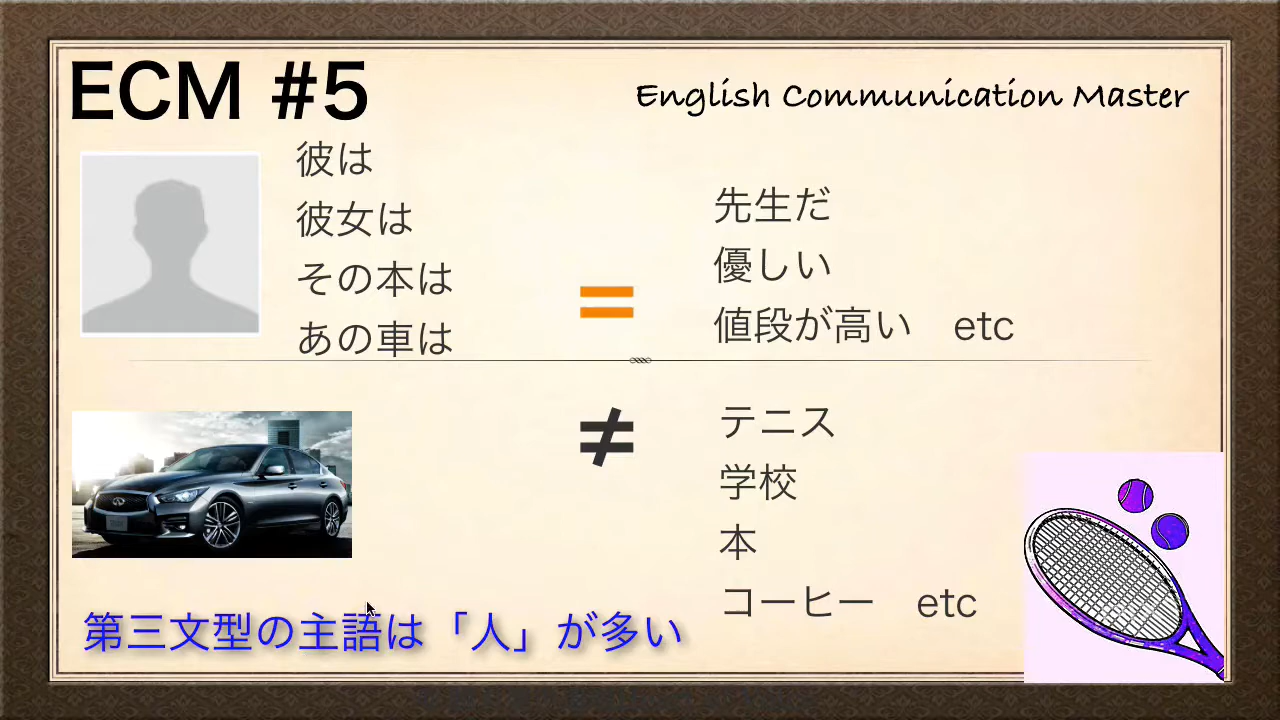 ECM #5
English Communication Master
彼は
彼女は
その本は
あの車は
=
先生だ
優しい
値段が高い etc
≠
テニス
学校
本
コーヒー etc
第三文型の主語は「人」が多い